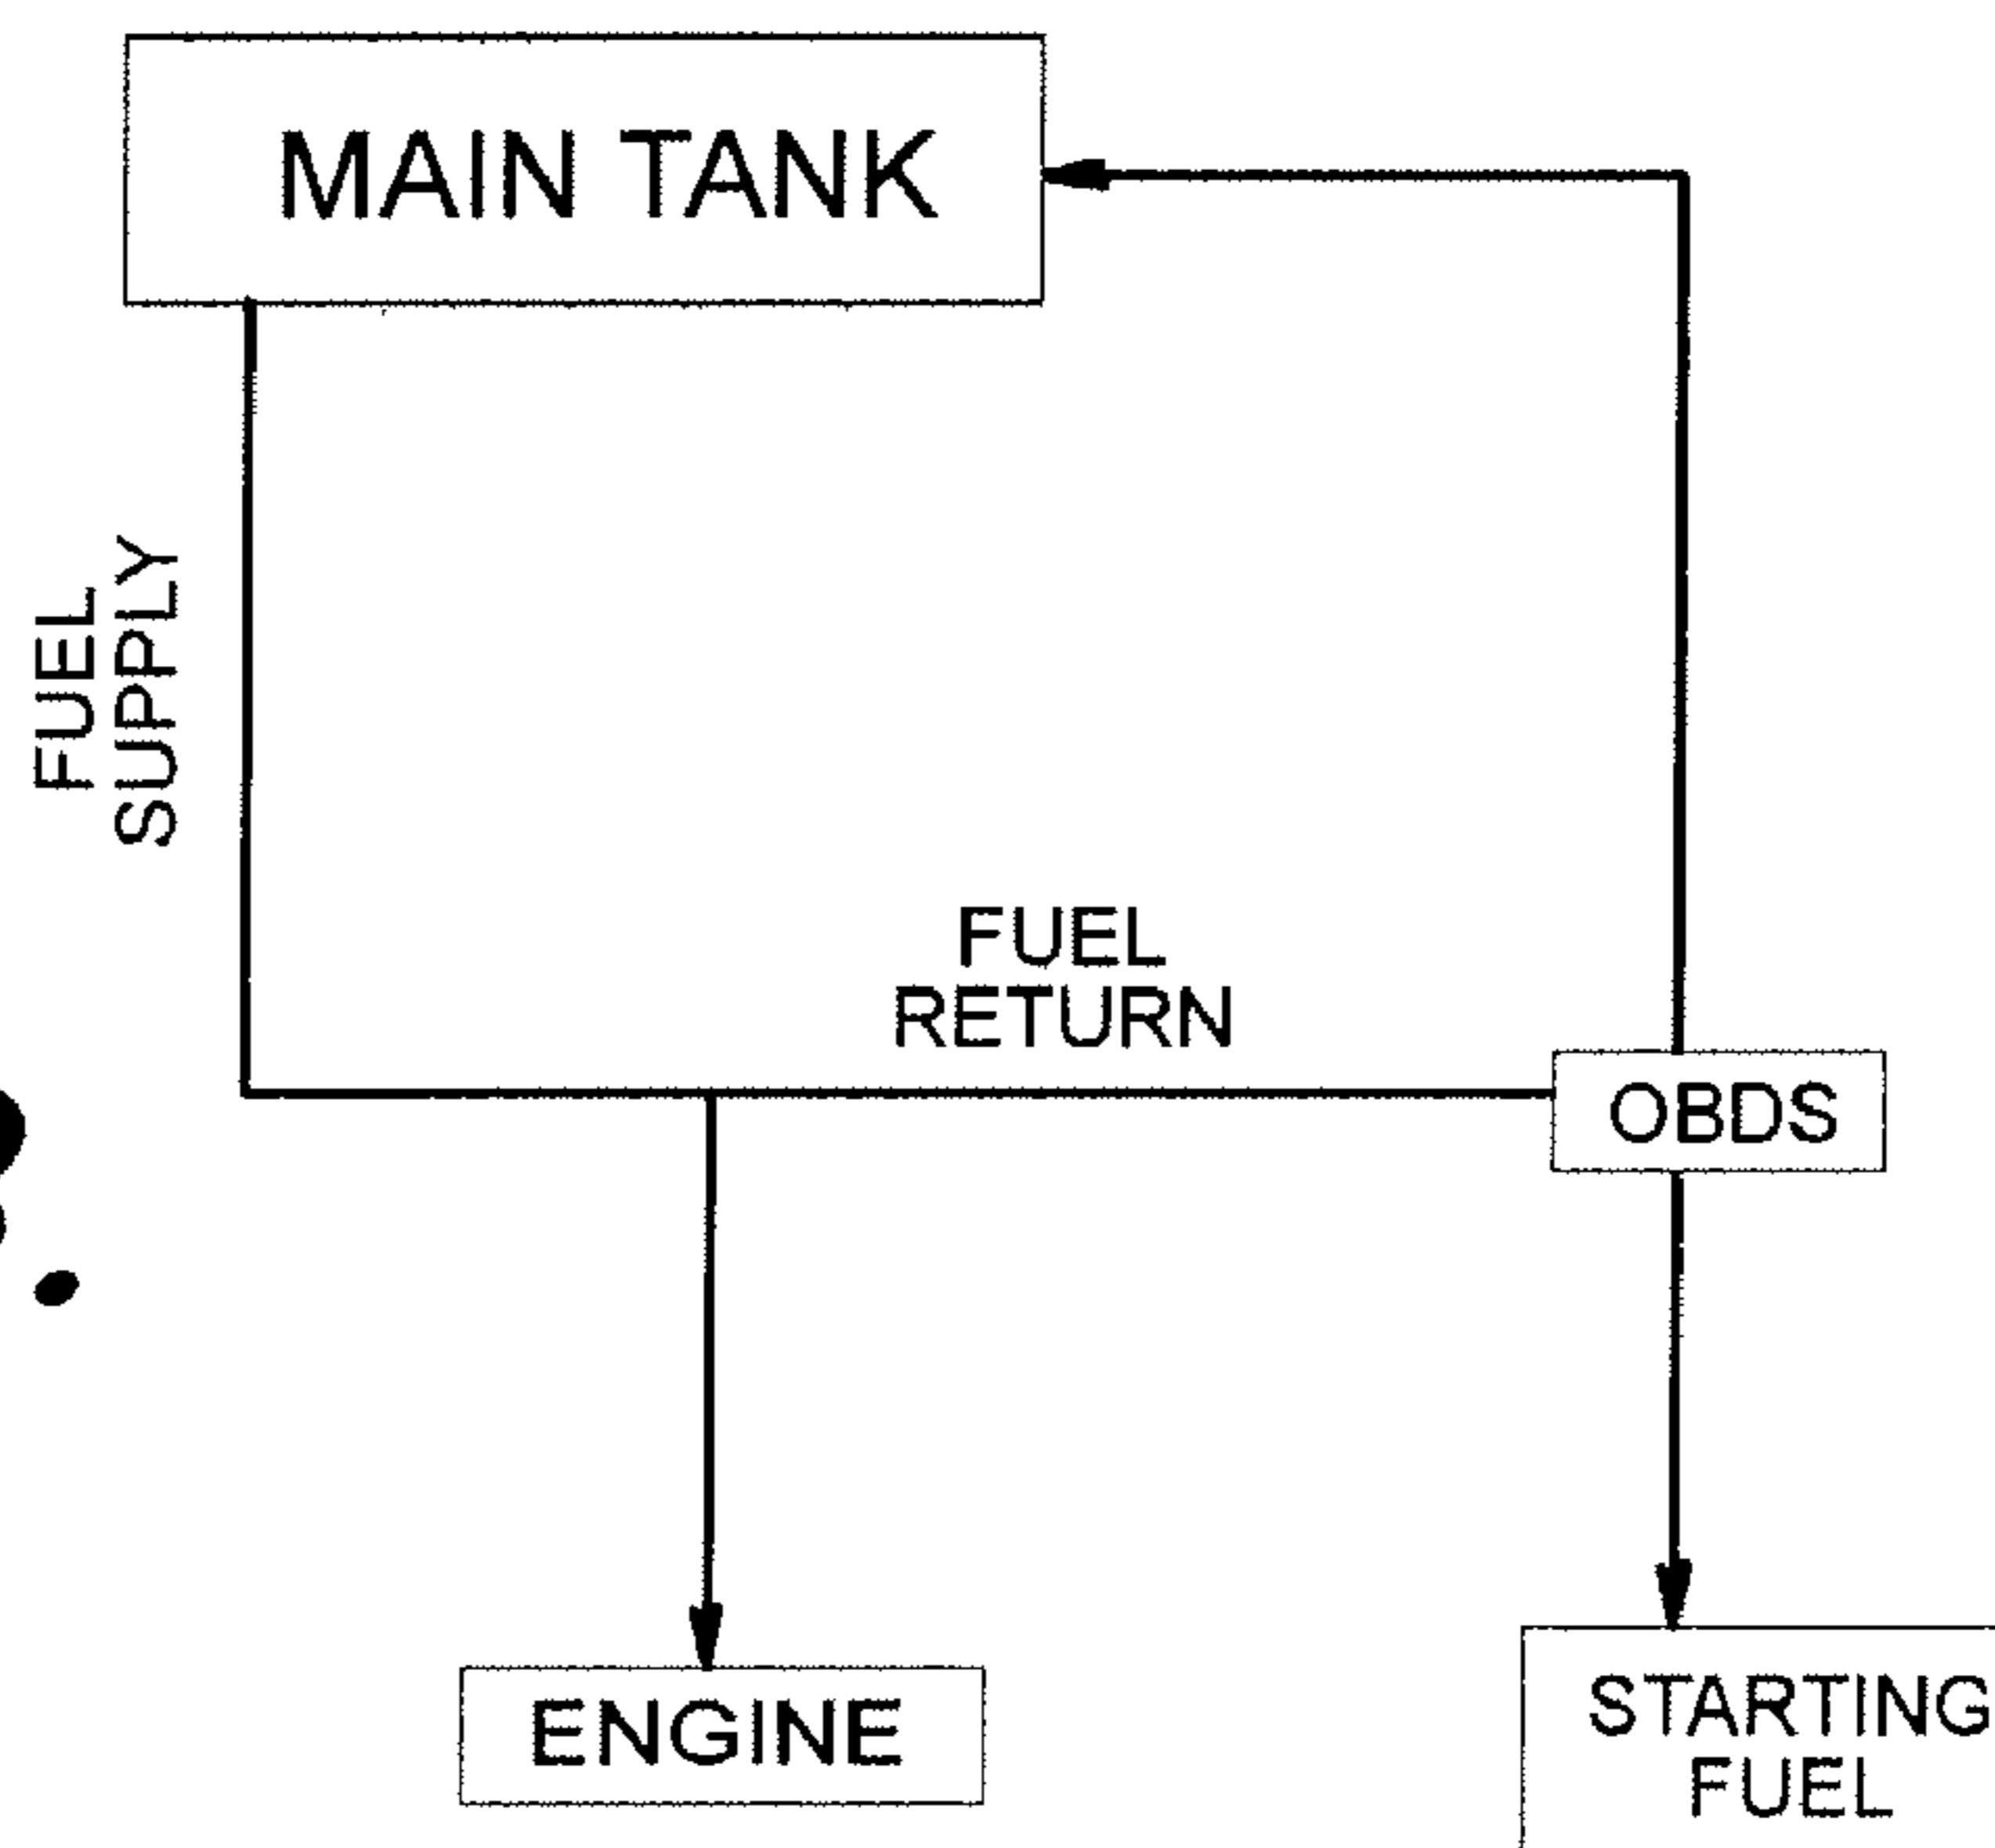 MAIN TANK
FUEL
SUPPLY
FUEL
RETURN
OBDS
ENGINE
STARTING
FUEL